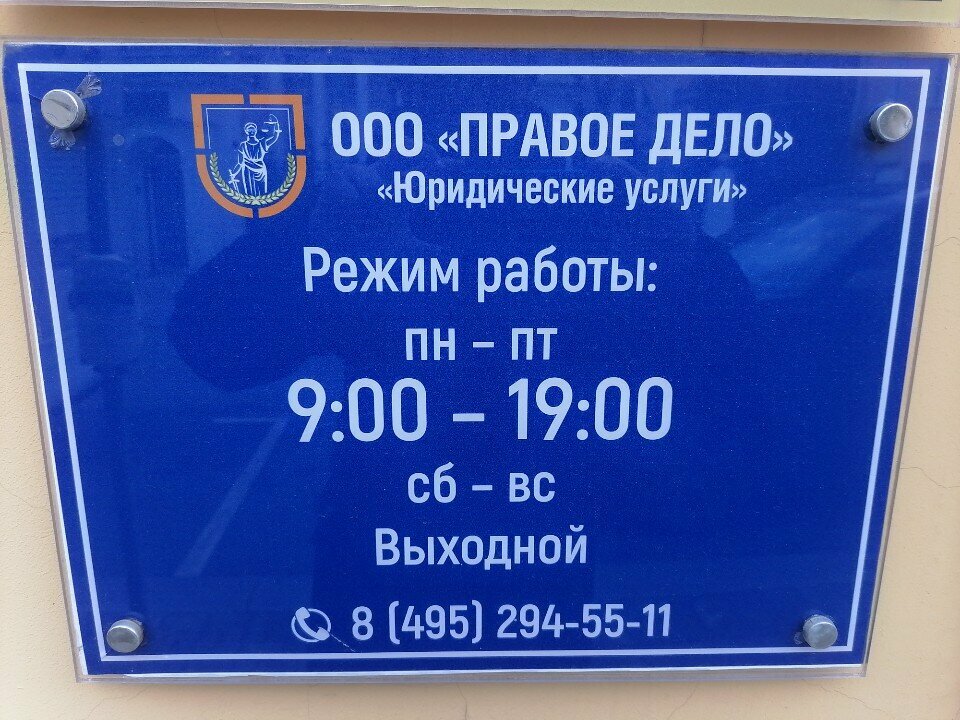 ООО «ПРАВОЕ ДЕЛО»
«Юридические услуги»
Режим работы:
пн – пт
9:00 – 19:00
сб – вс
Выходной
8 (495) 294-55-11